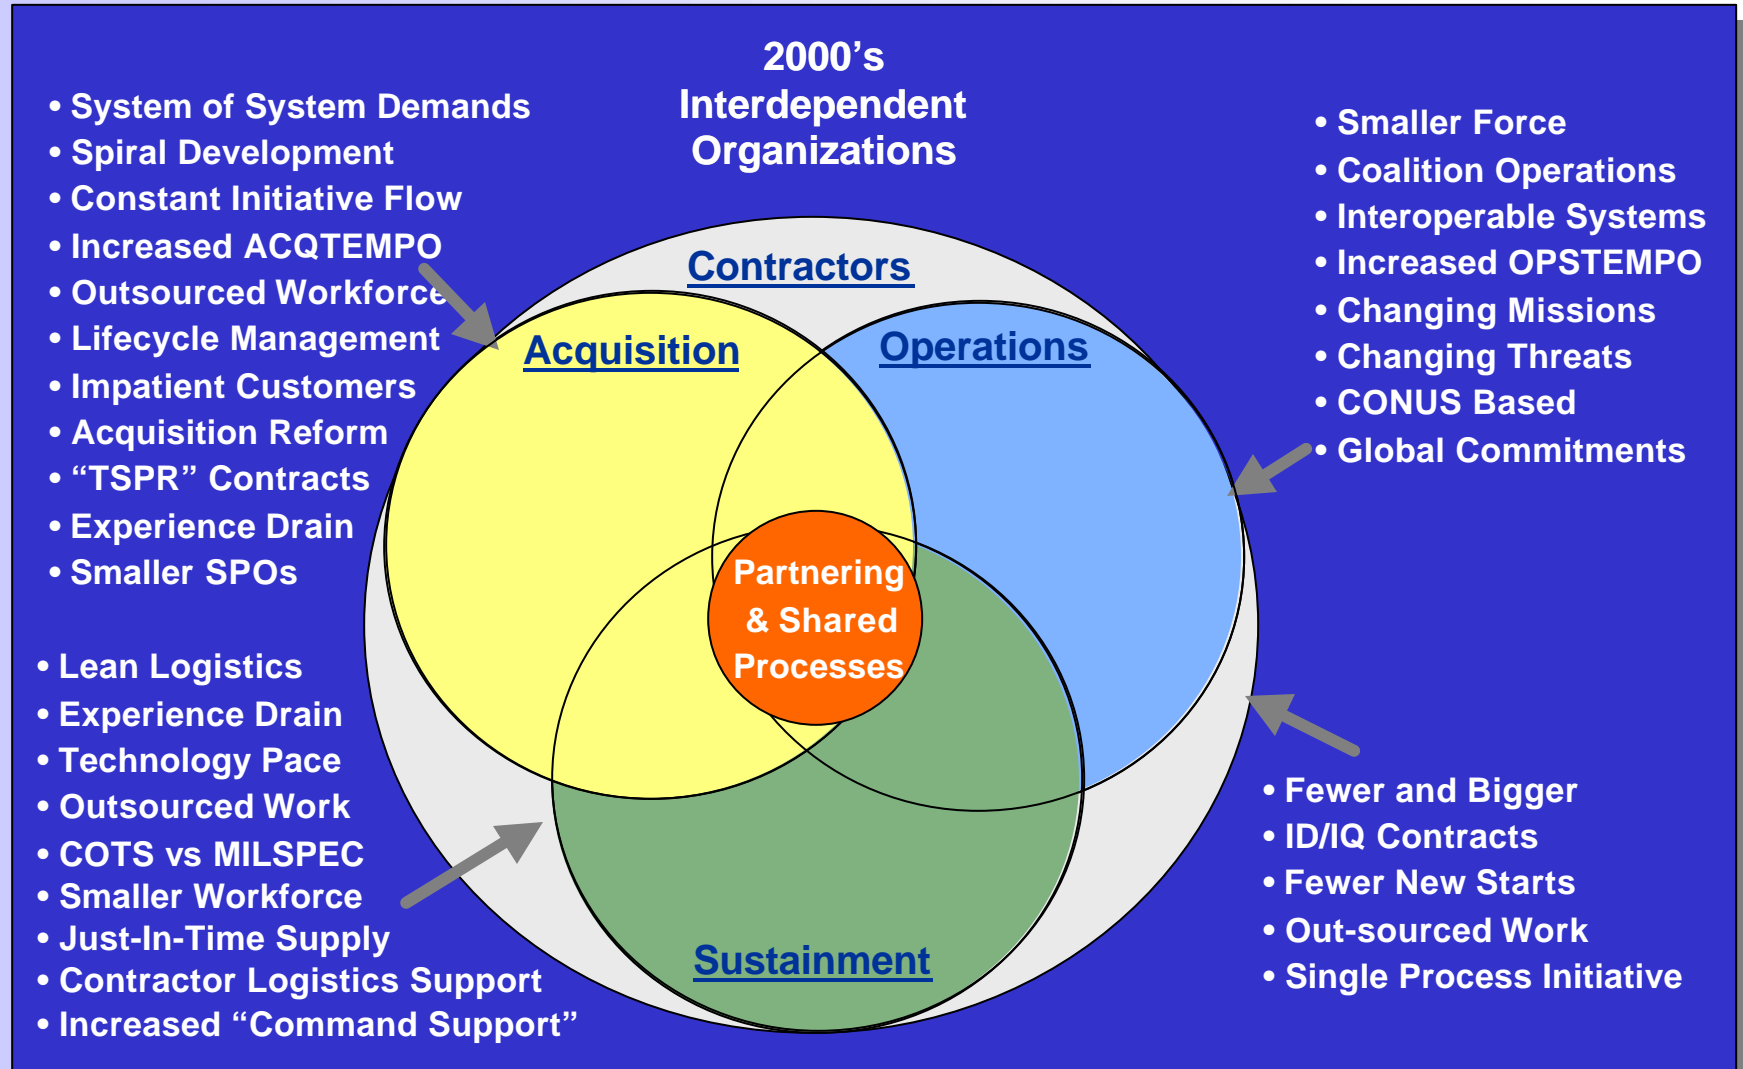 2000’s
Interdependent
Organizations
• System of System Demands
• Spiral Development
• Constant Initiative Flow
• Increased ACQTEMPO
• Outsourced Workforce
• Lifecycle Management
• Impatient Customers
• Acquisition Reform
• “TSPR” Contracts
• Experience Drain
• Smaller SPOs
• Smaller Force
• Coalition Operations
• Interoperable Systems
• Increased OPSTEMPO
• Changing Missions
• Changing Threats
• CONUS Based
• Global Commitments
Contractors
Acquisition
Operations
Partnering
& Shared
Processes
Sustainment
• Lean Logistics
• Experience Drain
• Technology Pace
• Outsourced Work
• COTS vs MILSPEC
• Smaller Workforce
• Just-In-Time Supply
• Contractor Logistics Support
• Increased “Command Support”
• Fewer and Bigger
• ID/IQ Contracts
• Fewer New Starts
• Out-sourced Work
• Single Process Initiative